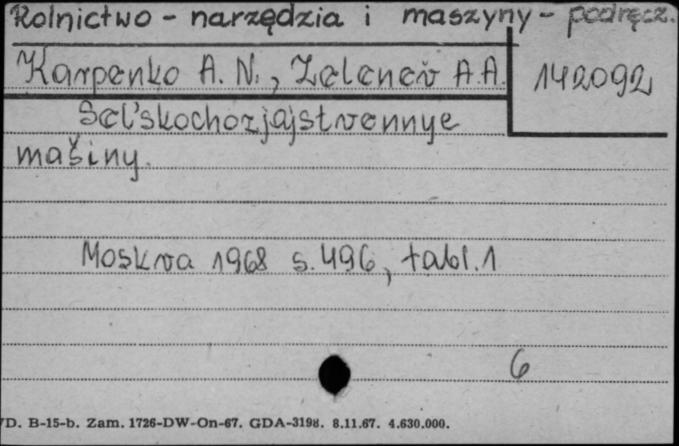 Rolnictwo - narzędzia i maszyny - podręcz.
Karpenko A. N., Zelenev A.A.
142092
Sel'skochozjajstvennye
mašiny.
Moskva 1968 s. 496, tabl. 1
6
D. B-15-b. Zam. 1726-DW-On-67. GDA-3198. 8.11.67. 4.630.000.